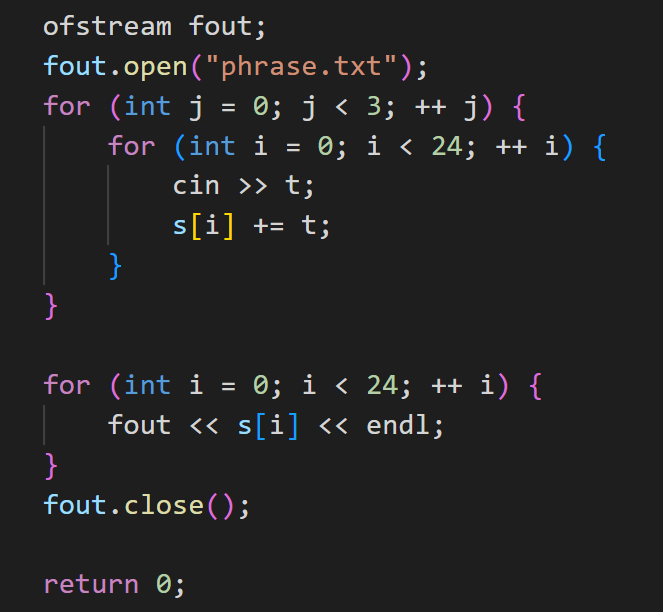 ofstream fout;
fout.open("phrase.txt");
for (int j = 0; j < 3; ++ j) {
    for (int i = 0; i < 24; ++ i) {
        cin >> t;
        s[i] += t;
    }
}

for (int i = 0; i < 24; ++ i) {
    fout << s[i] << endl;
}
fout.close();

return 0;